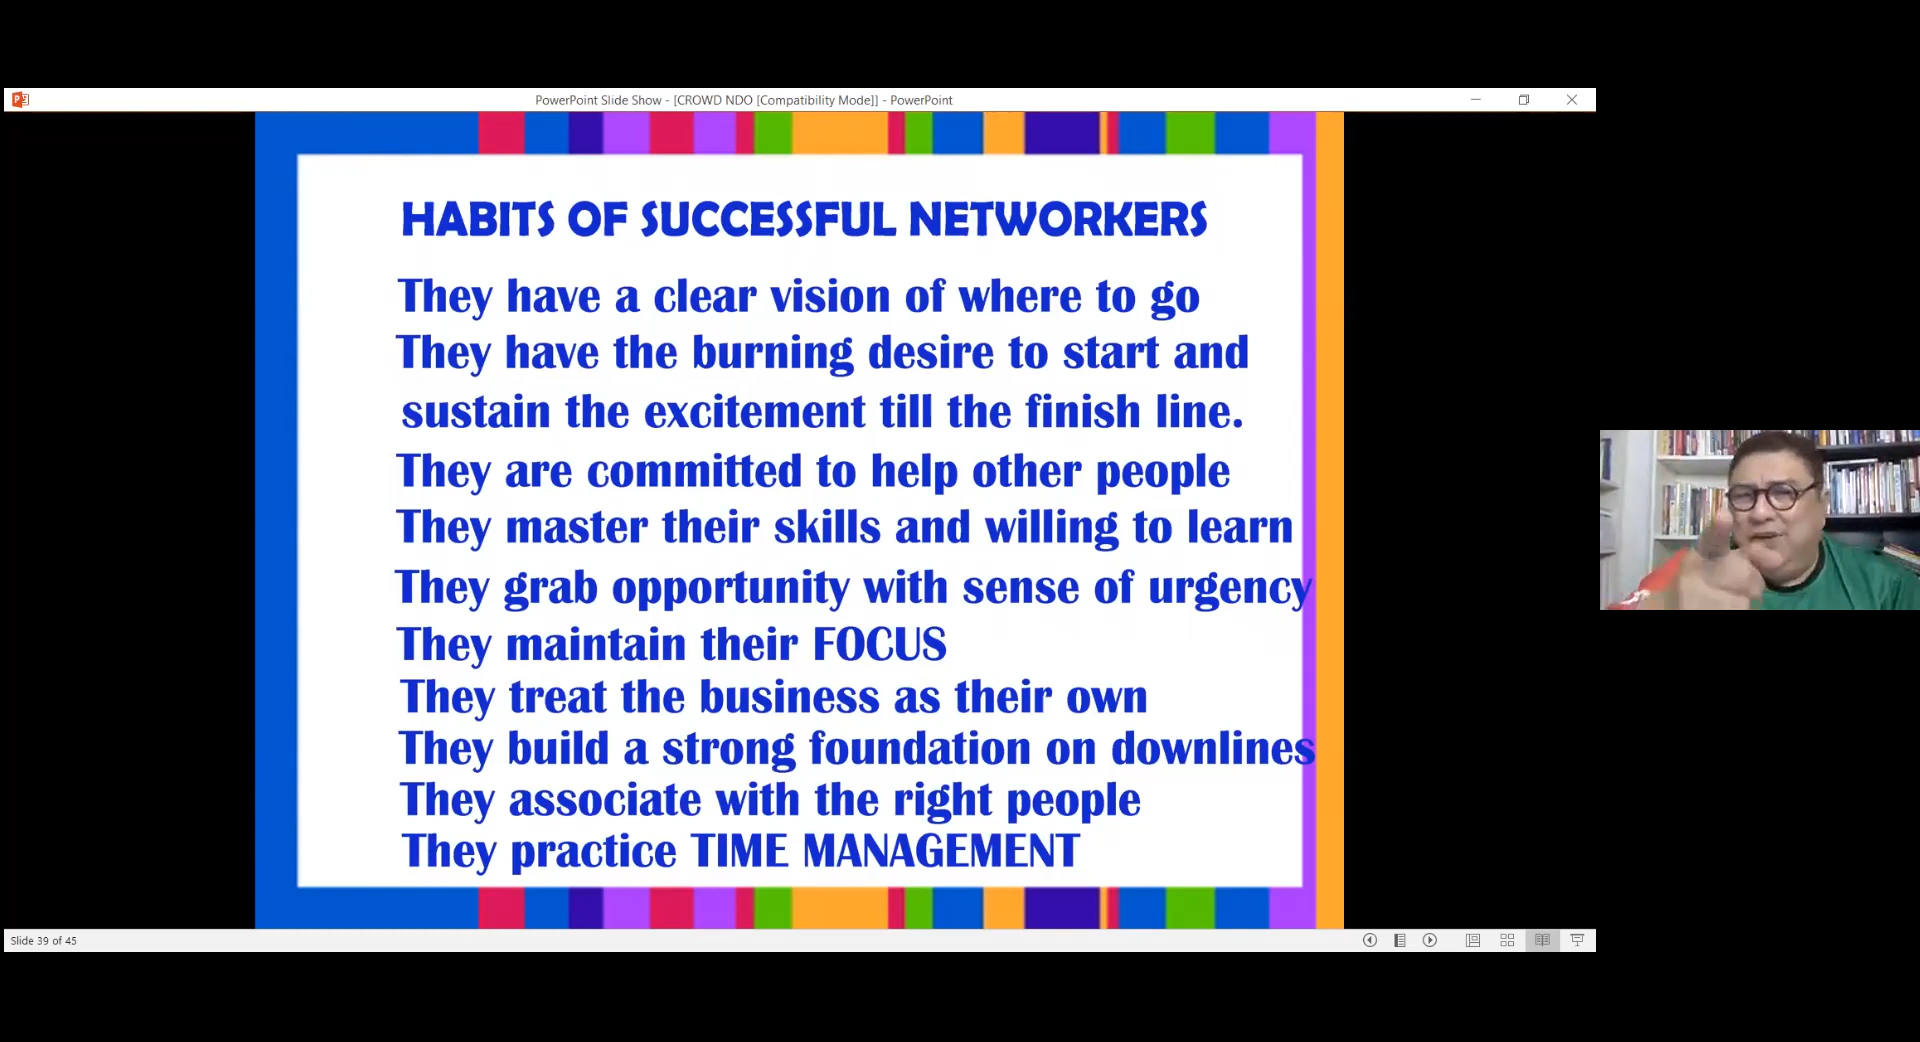 PowerPoint Slide Show - [CROWD NDO [Compatibility Mode]] - PowerPoint
HABITS OF SUCCESSFUL NETWORKERS
They have a clear vision of where to go
They have the burning desire to start and
sustain the excitement till the finish line.
They are committed to help other people
They master their skills and willing to learn
They grab opportunity with sense of urgency
They maintain their FOCUS
They treat the business as their own
They build a strong foundation on downlines
They associate with the right people
They practice TIME MANAGEMENT
Slide 39 of 45